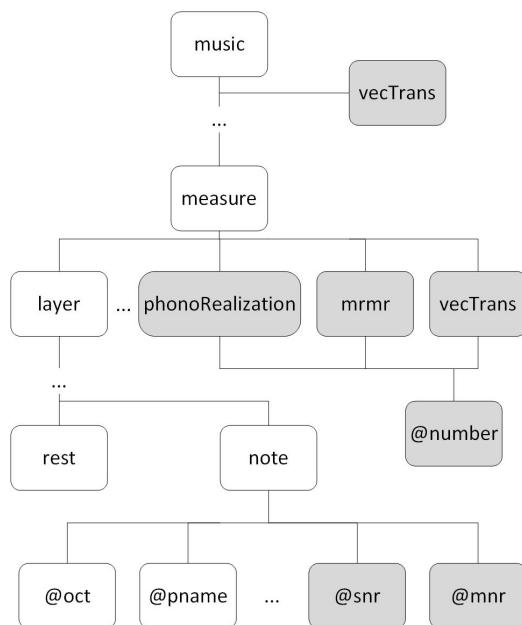 music
vecTrans
...
measure
layer
...
phonoRealization
mrmr
vecTrans
...
@number
rest
note
@oct
@pname
...
@snr
@mnr